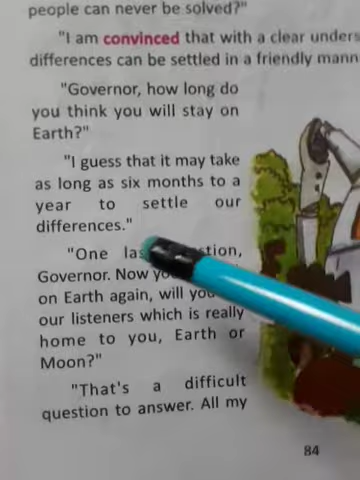 people can never be solved?"
"I am convinced that with a clear unders
differences can be settled in a friendly mann
"Governor, how long do
you think you will stay on
Earth?"
"I guess that it may take
as long as six months to a
year to settle our
differences."
"One las stion,
Governor. Now yo
on Earth again, will you
our listeners which is really
home to you, Earth or
Moon?"
"That's a difficult
question to answer. All my
84